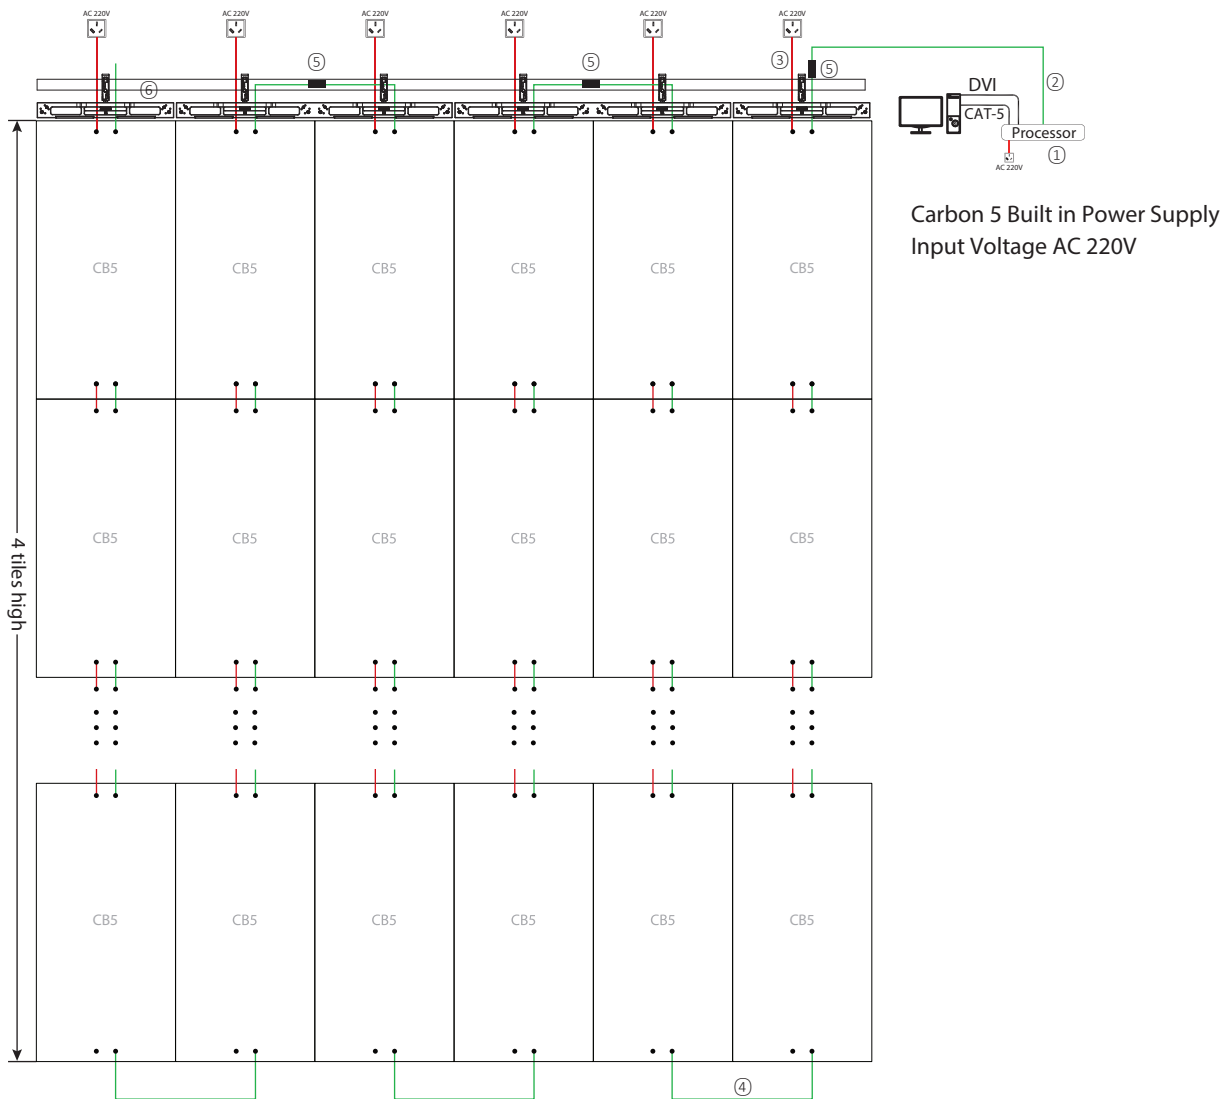 AC 220V AC 220V AC 220V AC 220V AC 220V AC 220V
⑤ ③ ⑤
⑥ ⑤ ②
DVI
CAT-5
Processor
①
AC 220V
Carbon 5 Built in Power Supply
Input Voltage AC 220V
CB5 CB5 CB5 CB5 CB5 CB5
CB5 CB5 CB5 CB5 CB5 CB5
4 tiles high
CB5 CB5 CB5 CB5 CB5 CB5
④